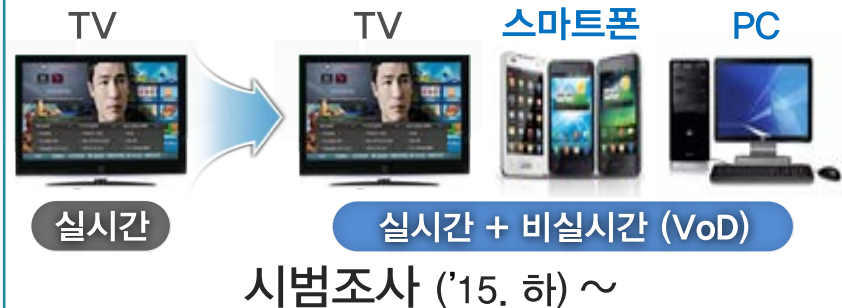 TV TV 스마트폰 PC
실시간 실시간 + 비실시간 (VoD)
시범조사 ('15. 하) ～